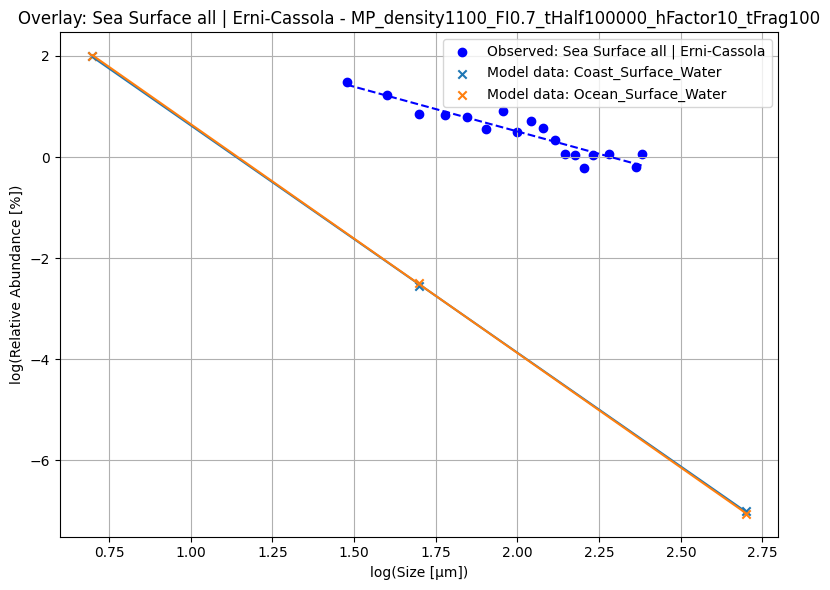 Overlay: Sea Surface all | Erni-Cassola - MP_density1100_FI0.7_tHalf100000_hFactor10_tFrag100
Observed: Sea Surface all | Erni-Cassola
Model data: Coast_Surface_Water
Model data: Ocean_Surface_Water
log(Relative Abundance [%])
2
0
−2
−4
−6
0.75 1.00 1.25 1.50 1.75 2.00 2.25 2.50 2.75
log(Size [µm])